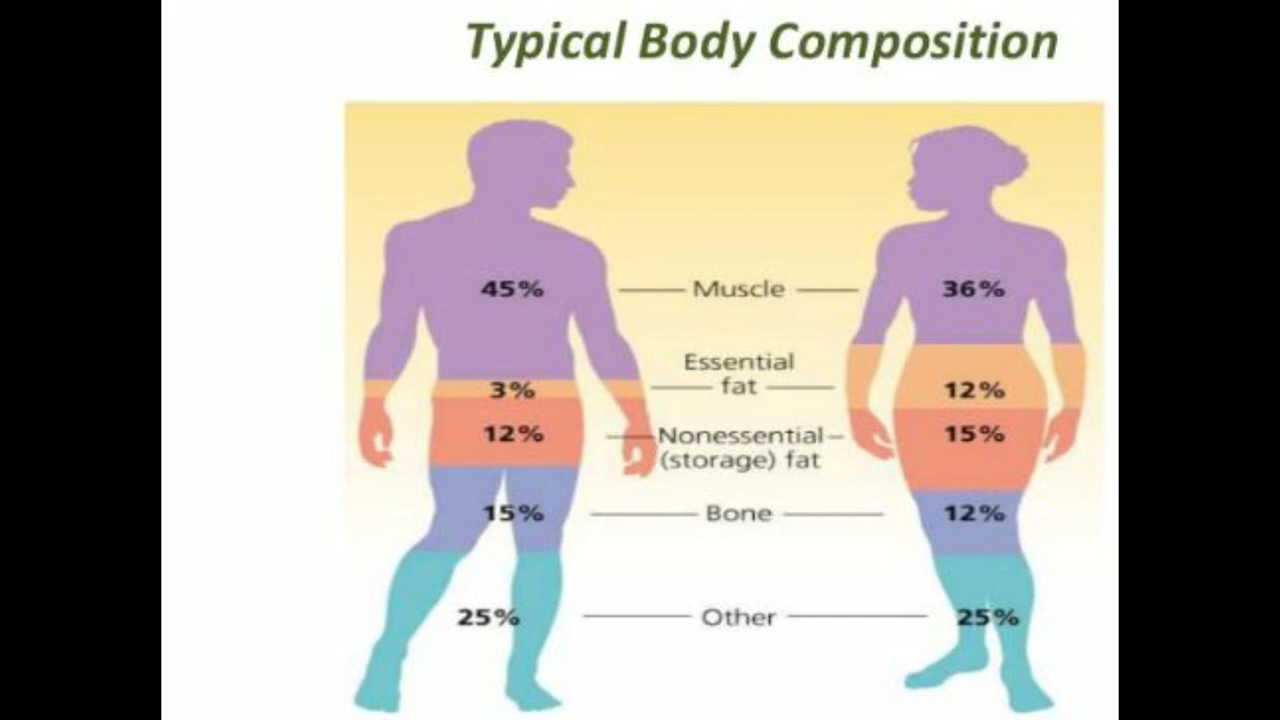 Typical Body Composition
45% Muscle 36%
Essential
3% fat 12%
12% Nonessential 15%
(storage) fat
15% Bone 12%
25% Other 25%